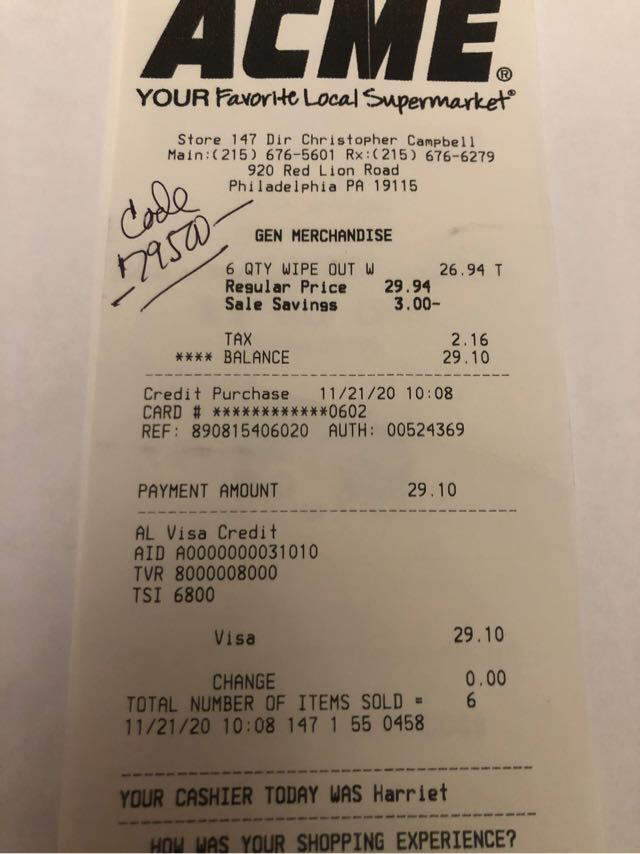 ACME®
YOUR Favorite Local Supermarket®
Store 147 Dir Christopher Campbell
Main:(215) 676-5601 Rx:(215) 676-6279
920 Red Lion Road
Philadelphia PA 19115
Code
79500
GEN MERCHANDISE
6 QTY WIPE OUT W 26.94 T
Regular Price 29.94
Sale Savings 3.00-
TAX 2.16
**** BALANCE 29.10
Credit Purchase 11/21/20 10:08
CARD # ************0602
REF: 890815406020 AUTH: 00524369
PAYMENT AMOUNT 29.10
AL Visa Credit
AID A0000000031010
TVR 8000008000
TSI 6800
Visa 29.10
CHANGE 0.00
TOTAL NUMBER OF ITEMS SOLD = 6
11/21/20 10:08 147 1 55 0458
YOUR CASHIER TODAY WAS Harriet
HOW WAS YOUR SHOPPING EXPERIENCE?